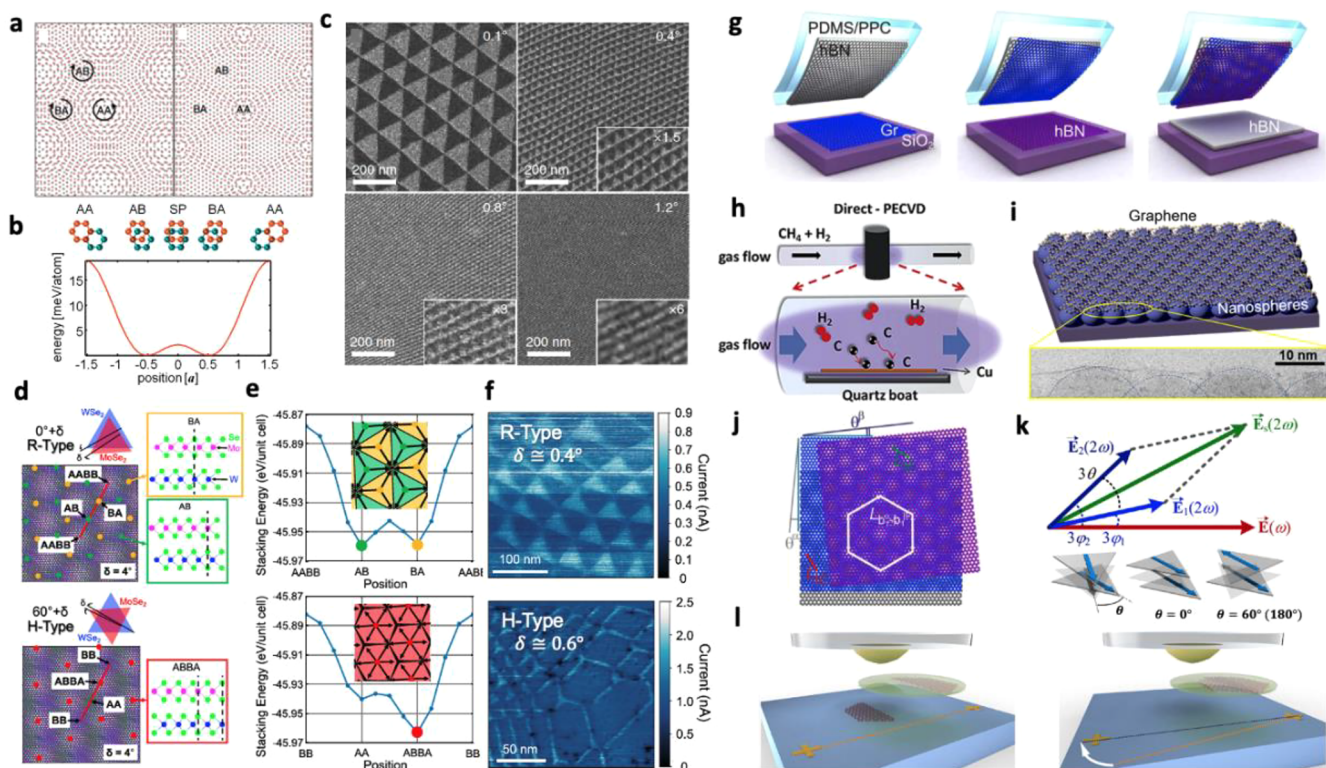 a
AB
BA
AA
AB
BA
AA
b
AA AB SP BA AA
energy [meV/atom]
15
10
5
-1.5 -1 -0.5 0 0.5 1 1.5
position [a]
c
0.1°
200 nm
0.4°
×1.5
200 nm
0.8°
×3
200 nm
1.2°
×6
200 nm
d
WSe₂
0°+δ
R-Type
δ
MoSe₂
AABB
AB
BA
AABB
δ = 4°
BA
Se
Mo
W
AB
60°+δ
H-Type
δ
MoSe₂
WSe₂
BB
ABBA
AA
BB
δ = 4°
ABBA
e
Stacking Energy (eV/unit cell)
-45.87
-45.89
-45.91
-45.93
-45.95
-45.97
AABB AB BA AABB
Position
Stacking Energy (eV/unit cell)
-45.87
-45.89
-45.91
-45.93
-45.95
-45.97
BB AA ABBA BB
Position
f
R-Type
δ ≅ 0.4°
100 nm
0.9
0.8
0.7
0.6
0.5
0.4
0.3
0.2
0.1
0
Current (nA)
H-Type
δ ≅ 0.6°
50 nm
2.5
2.0
1.5
1.0
0.5
0
Current (nA)
g
PDMS/PPC
hBN
Gr
SiO₂
hBN
hBN
h
Direct - PECVD
CH₄ + H₂
gas flow
H₂
H₂
gas flow
C
C
C
Cu
Quartz boat
i
Graphene
Nanospheres
10 nm
j
k
E⃗₂(2ω)
E⃗ₛ(2ω)
3θ
E⃗₁(2ω)
E⃗(ω)
3φ₂
3φ₁
θ
θ = 0°
θ = 60° (180°)
l